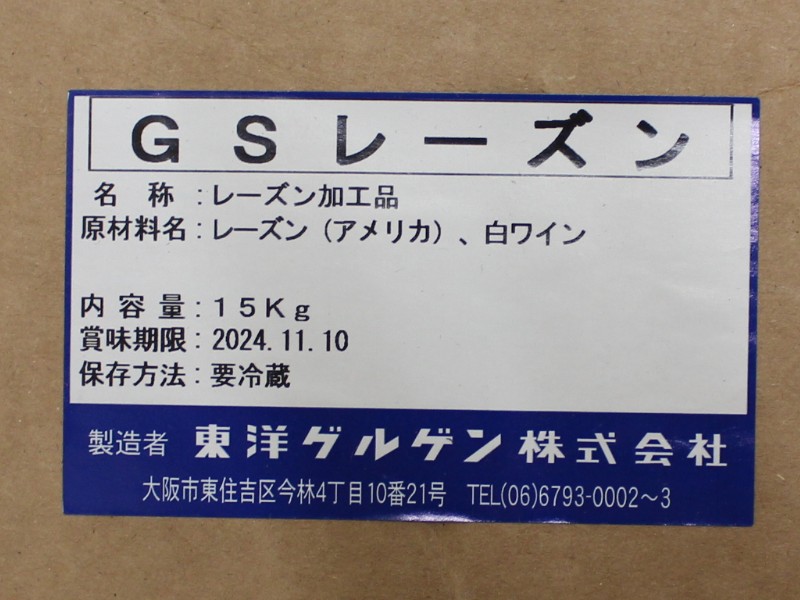 GSレーズン
名 称:レーズン加工品
原材料名:レーズン(アメリカ)、白ワイン
内 容 量:15Kg
賞味期限:2024.11.10
保存方法:要冷蔵
製造者 東洋ゲルゲン株式会社
大阪市東住吉区今林4丁目10番21号 TEL(06)6793-0002~3